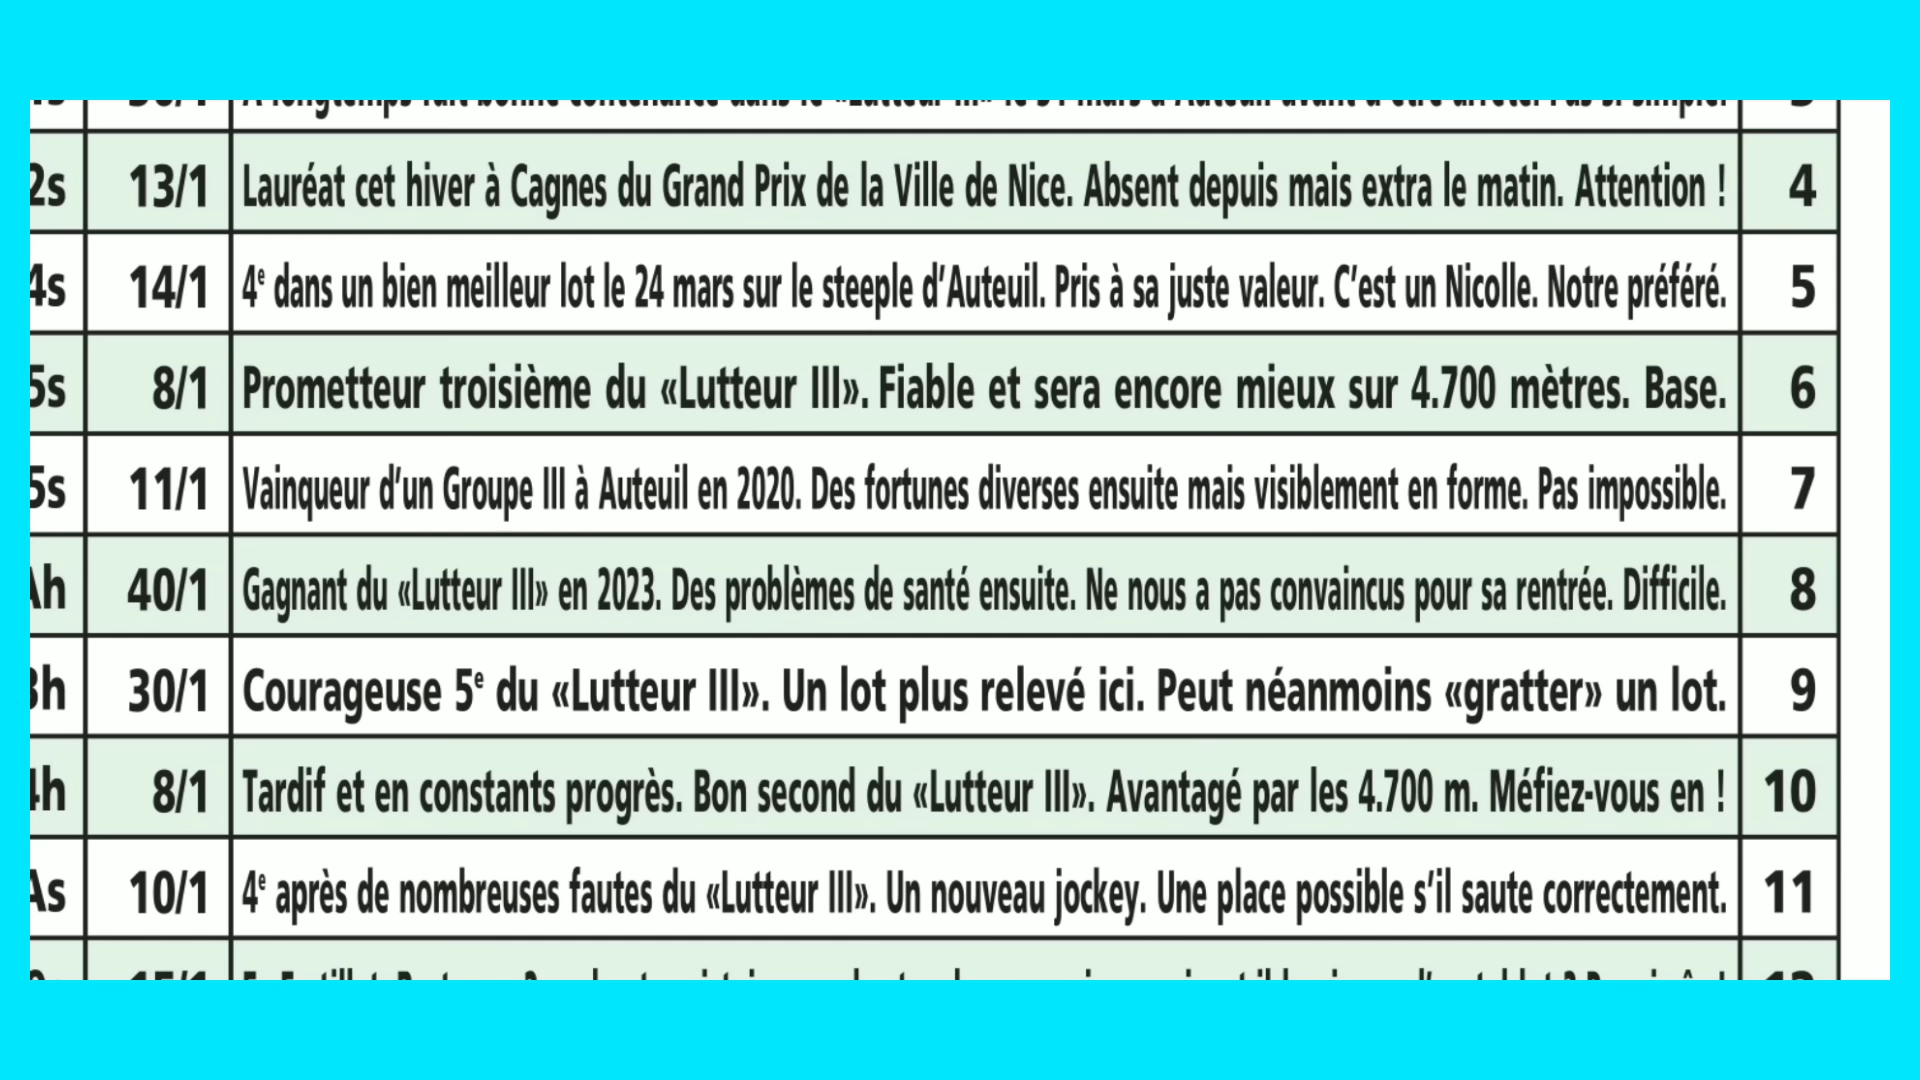 2s 13/1 Lauréat cet hiver à Cagnes du Grand Prix de la Ville de Nice. Absent depuis mais extra le matin. Attention ! 4
4s 14/1 4e dans un bien meilleur lot le 24 mars sur le steeple d’Auteuil. Pris à sa juste valeur. C’est un Nicolle. Notre préféré. 5
5s 8/1 Prometteur troisième du «Lutteur III». Fiable et sera encore mieux sur 4.700 mètres. Base. 6
5s 11/1 Vainqueur d’un Groupe III à Auteuil en 2020. Des fortunes diverses ensuite mais visiblement en forme. Pas impossible. 7
Ah 40/1 Gagnant du «Lutteur III» en 2023. Des problèmes de santé ensuite. Ne nous a pas convaincus pour sa rentrée. Difficile. 8
3h 30/1 Courageuse 5e du «Lutteur III». Un lot plus relevé ici. Peut néanmoins «gratter» un lot. 9
4h 8/1 Tardif et en constants progrès. Bon second du «Lutteur III». Avantagé par les 4.700 m. Méfiez-vous en ! 10
As 10/1 4e après de nombreuses fautes du «Lutteur III». Un nouveau jockey. Une place possible s’il saute correctement. 11